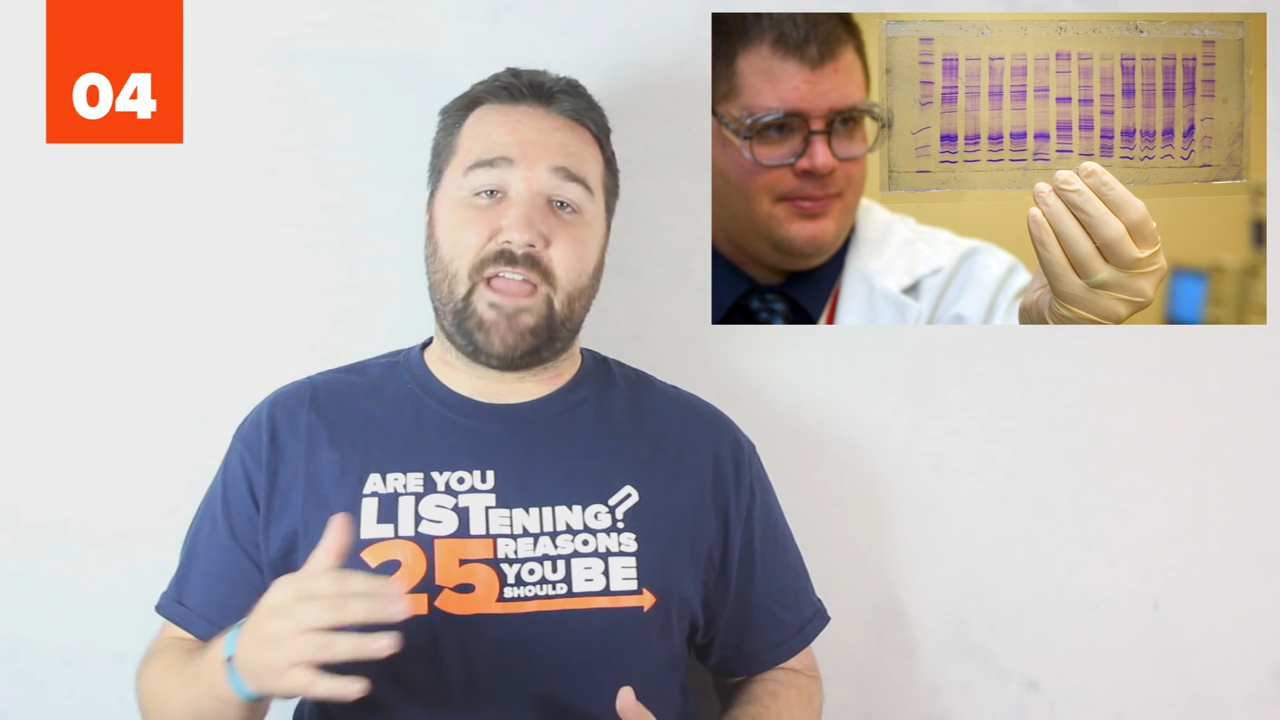 04
ARE YOU
LISTENING?
25 REASONS
YOU
SHOULD BE